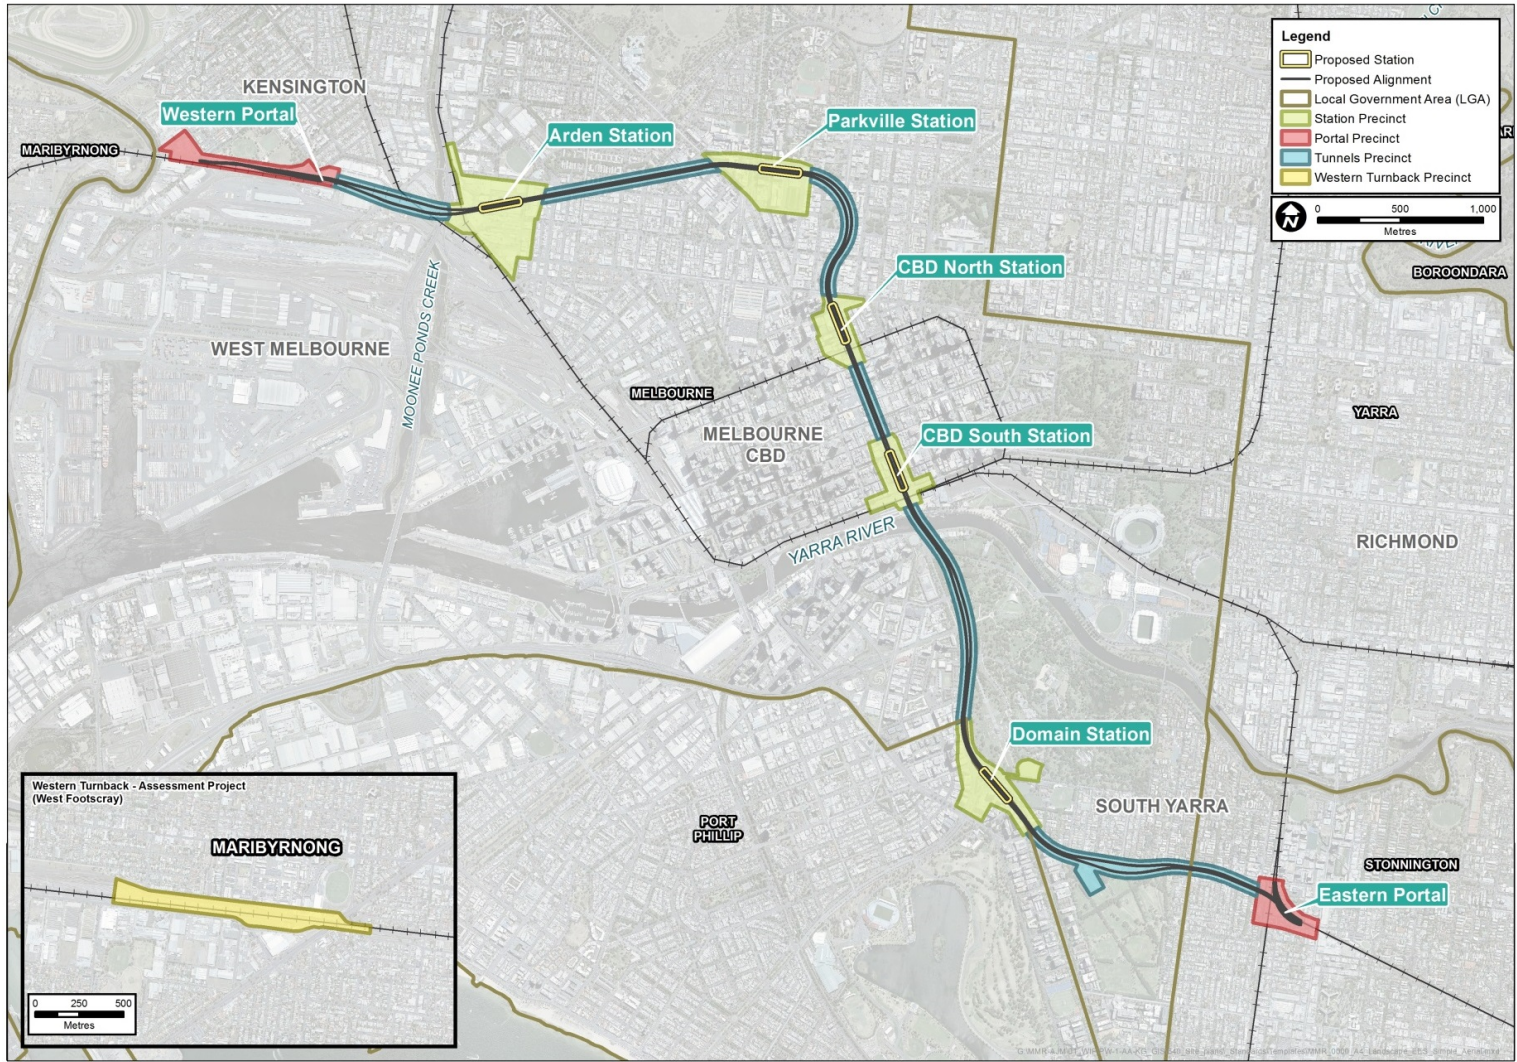 Legend
Proposed Station
Proposed Alignment
Local Government Area (LGA)
Station Precinct
Portal Precinct
Tunnels Precinct
Western Turnback Precinct
N
0 500 1,000
Metres
KENSINGTON
Western Portal
MARIBYRNONG
Arden Station
Parkville Station
CBD North Station
BOROONDARA
MOONEE PONDS CREEK
WEST MELBOURNE
MELBOURNE
MELBOURNE
CBD
CBD South Station
YARRA
YARRA RIVER
RICHMOND
Domain Station
SOUTH YARRA
PORT
PHILLIP
STONNINGTON
Eastern Portal
Western Turnback - Assessment Project
(West Footscray)
MARIBYRNONG
0 250 500
Metres